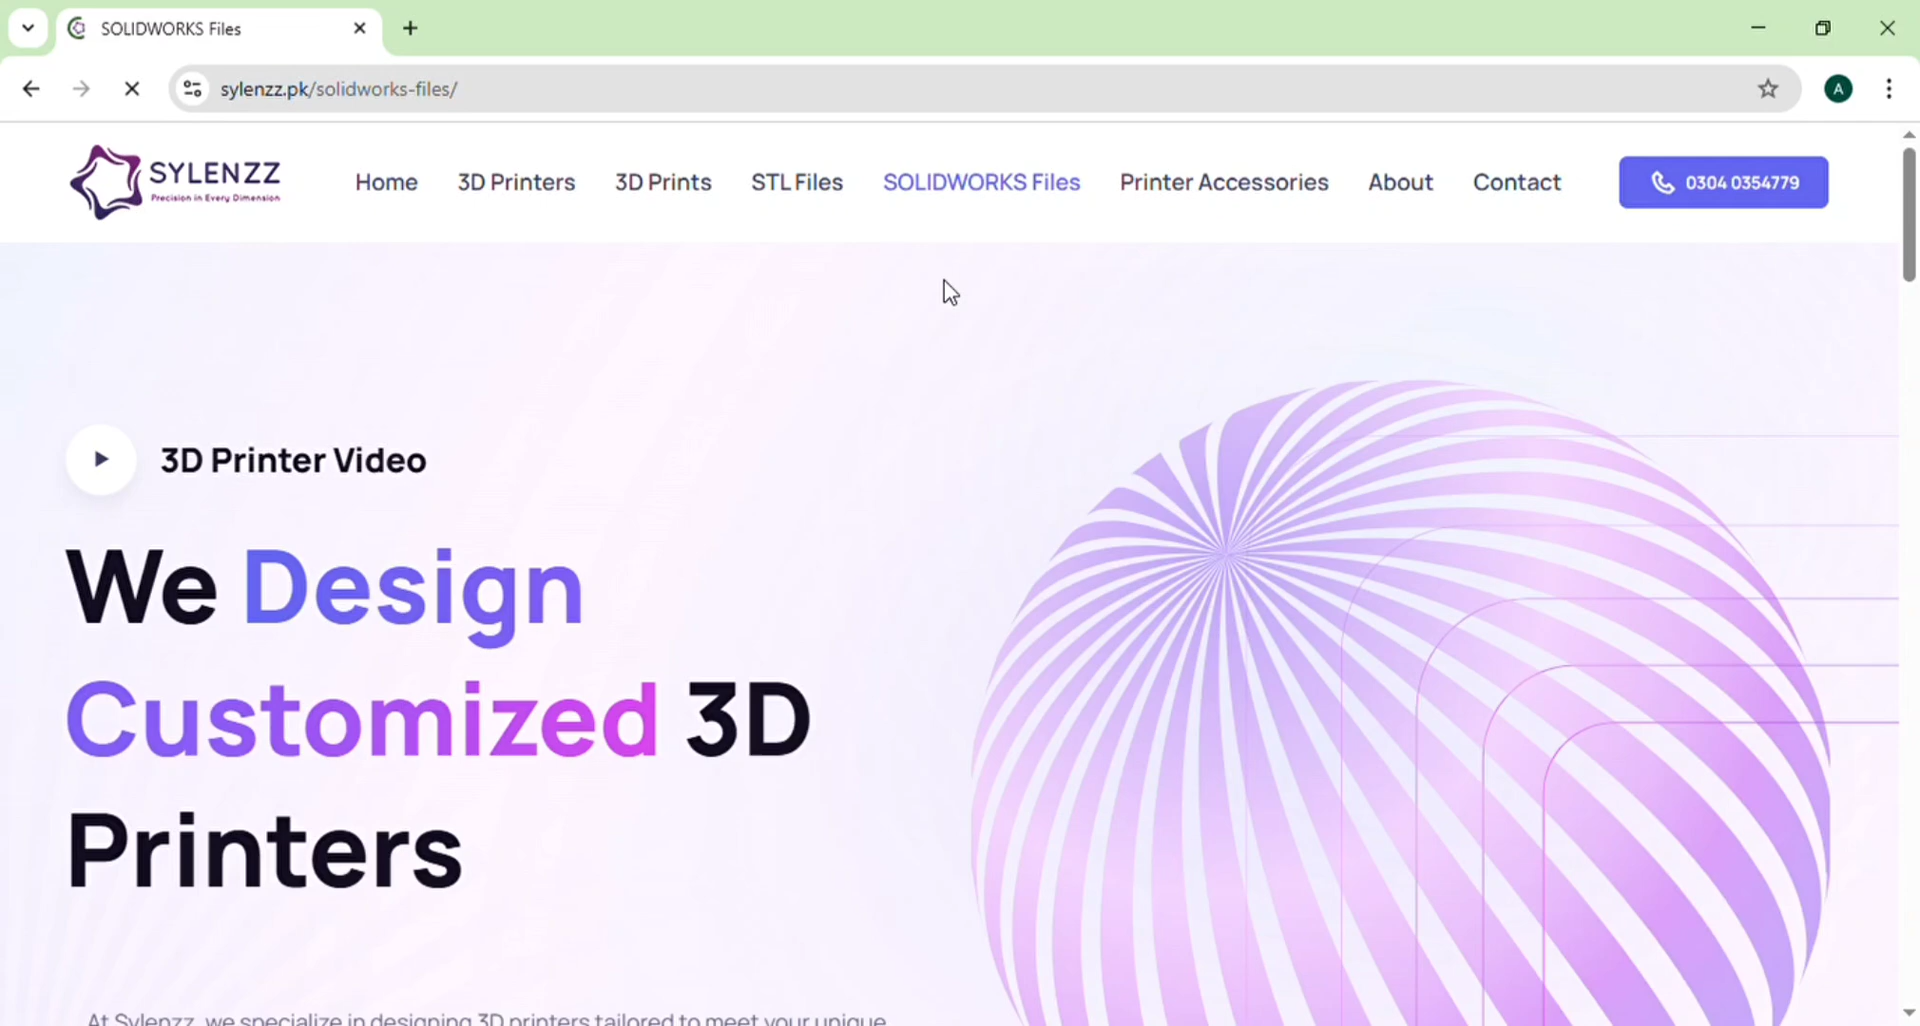 SOLIDWORKS Files
sylenzz.pk/solidworks-files/
A
SYLENZZ
Precision in Every Dimension
Home
3D Printers
3D Prints
STL Files
SOLIDWORKS Files
Printer Accessories
About
Contact
0304 0354779
3D Printer Video
We Design
Customized 3D
Printers
At Sylenzz, we specialize in designing 3D printers tailored to meet your unique